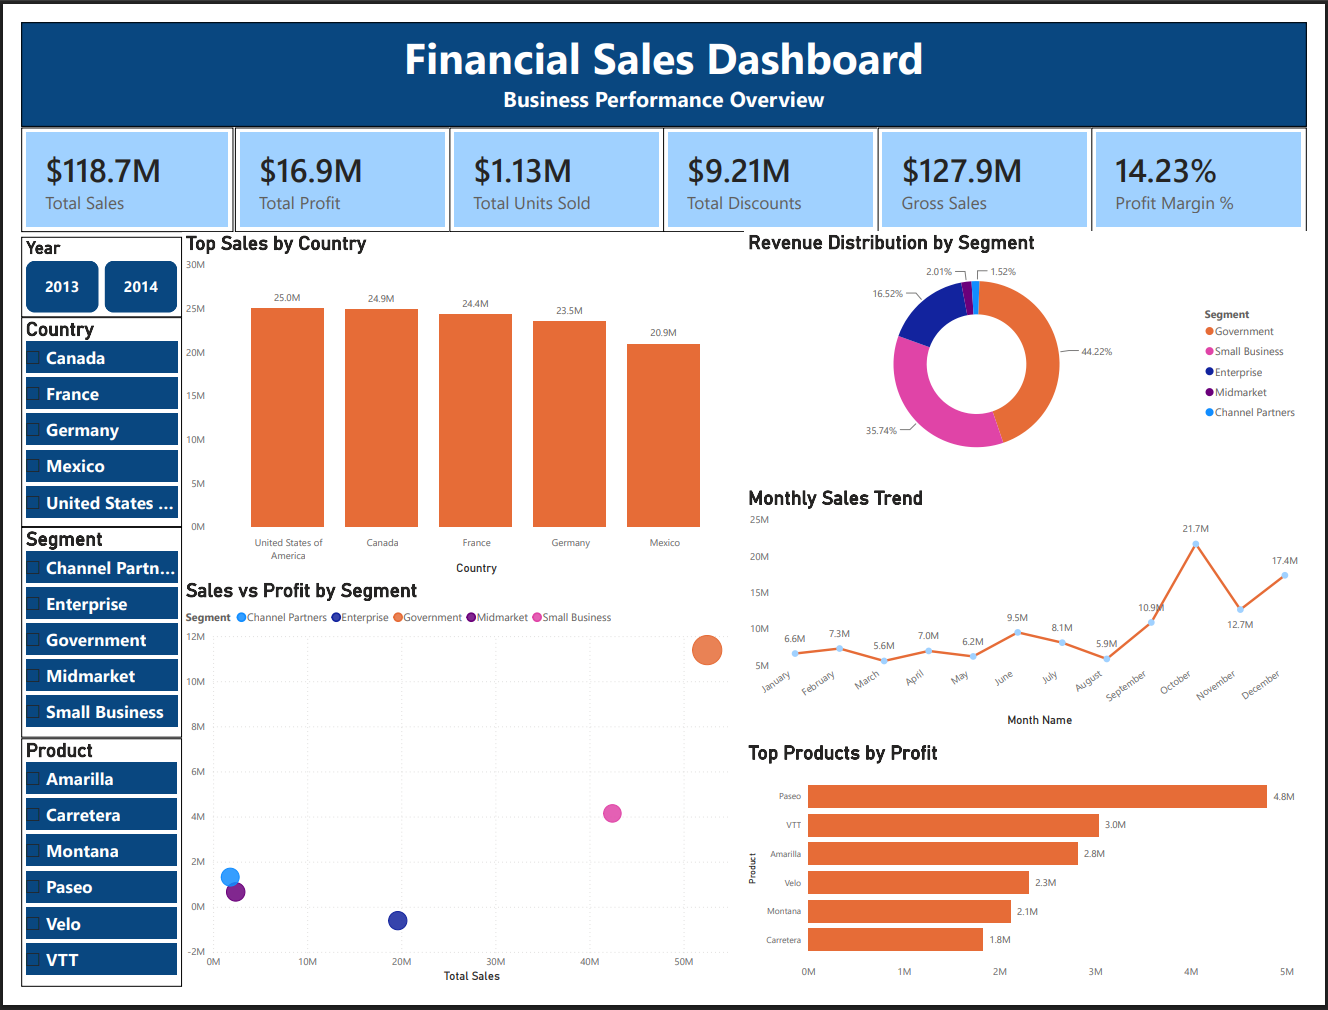 Financial Sales Dashboard
Business Performance Overview
$118.7M
Total Sales
$16.9M
Total Profit
$1.13M
Total Units Sold
$9.21M
Total Discounts
$127.9M
Gross Sales
14.23%
Profit Margin %
Year
2013
2014
Country
Canada
France
Germany
Mexico
United States ...
Segment
Channel Partn...
Enterprise
Government
Midmarket
Small Business
Product
Amarilla
Carretera
Montana
Paseo
Velo
VTT
Top Sales by Country
30M
25M
20M
15M
10M
5M
0M
25.0M
24.9M
24.4M
23.5M
20.9M
United States of
America
Canada
France
Germany
Mexico
Country
Sales vs Profit by Segment
Segment
Channel Partners
Enterprise
Government
Midmarket
Small Business
12M
10M
8M
6M
4M
2M
0M
-2M
0M
10M
20M
30M
40M
50M
Total Sales
Revenue Distribution by Segment
2.01%
1.52%
16.52%
44.22%
35.74%
Segment
Government
Small Business
Enterprise
Midmarket
Channel Partners
Monthly Sales Trend
25M
20M
15M
10M
5M
6.6M
7.3M
5.6M
7.0M
6.2M
9.5M
8.1M
5.9M
10.9M
21.7M
12.7M
17.4M
January
February
March
April
May
June
July
August
September
October
November
December
Month Name
Top Products by Profit
Product
Paseo
4.8M
VTT
3.0M
Amarilla
2.8M
Velo
2.3M
Montana
2.1M
Carretera
1.8M
0M
1M
2M
3M
4M
5M